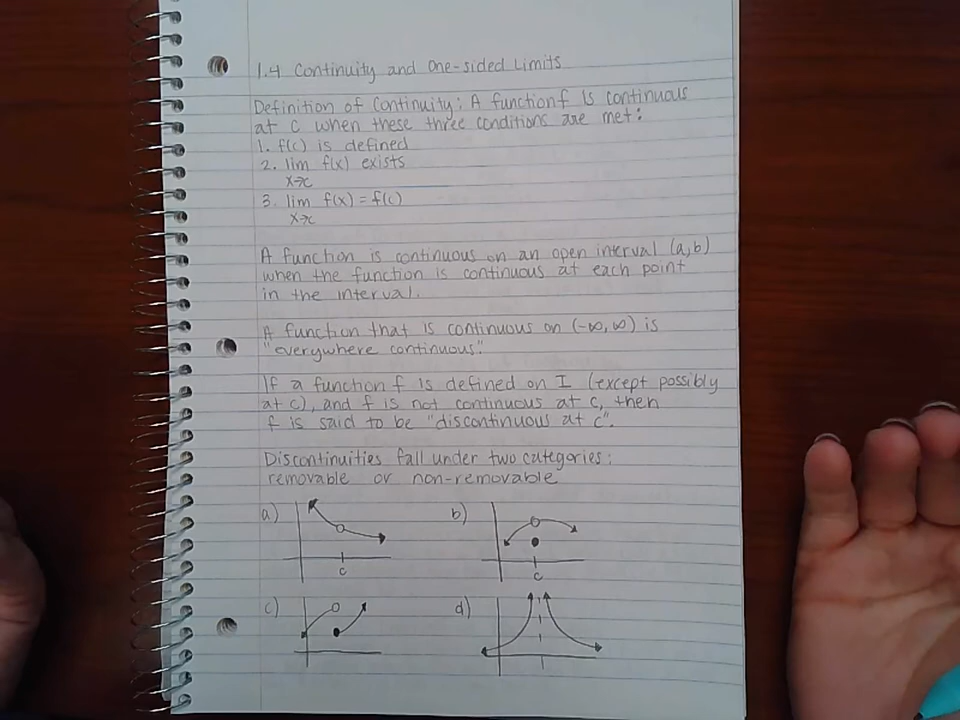 1.4 Continuity and One-sided Limits
Definition of Continuity: A function f is continuous
at c when these three conditions are met:
1. f(c) is defined
2. lim f(x) exists
x→c
3. lim f(x) = f(c)
x→c
A function is continuous on an open interval (a,b)
when the function is continuous at each point
in the interval.
A function that is continuous on (-∞, ∞) is
"everywhere continuous".
If a function f is defined on I (except possibly
at c), and f is not continuous at c, then
f is said to be "discontinuous at c".
Discontinuities fall under two categories:
removable or non-removable
a) b)
c c
c) d)